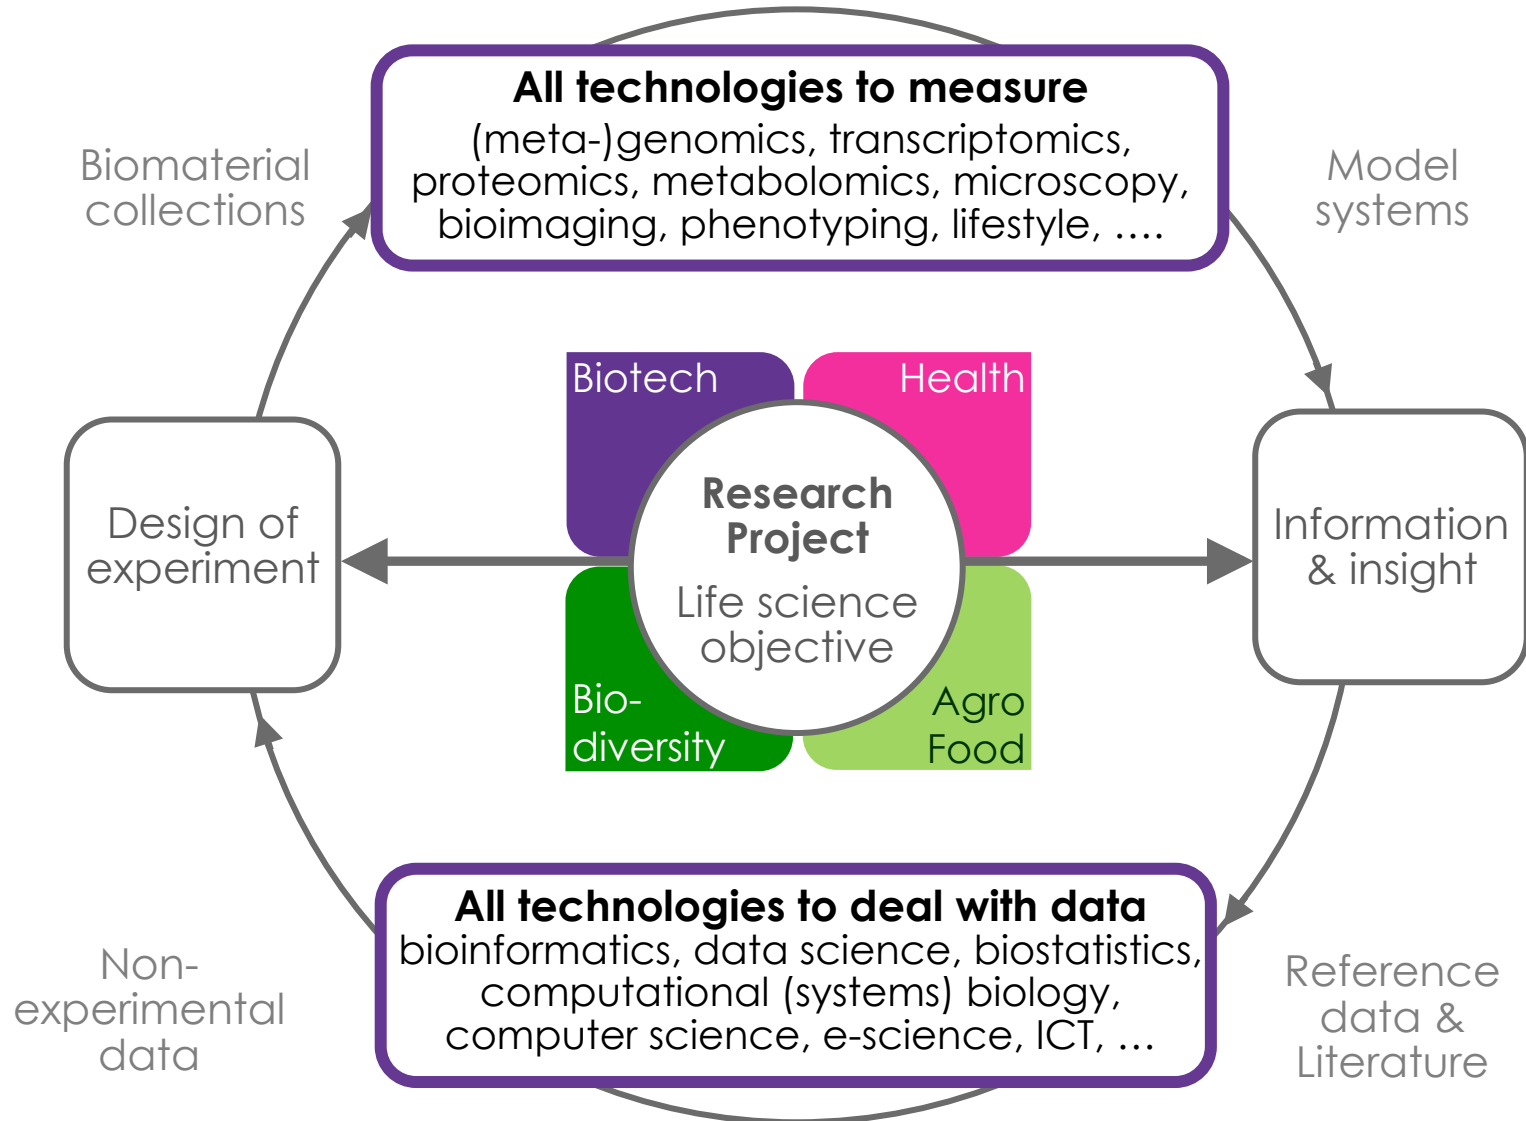 All technologies to measure
(meta-)genomics, transcriptomics,
proteomics, metabolomics, microscopy,
bioimaging, phenotyping, lifestyle, ....
Biomaterial
collections
Model
systems
Biotech
Health
Design of
experiment
Research
Project
Life science
objective
Information
& insight
Bio-
diversity
Agro
Food
All technologies to deal with data
bioinformatics, data science, biostatistics,
computational (systems) biology,
computer science, e-science, ICT, ...
Non-
experimental
data
Reference
data &
Literature